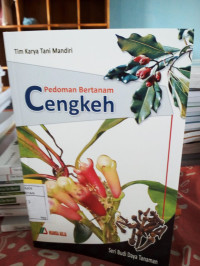 Tim Karya Tani Mandiri
Pedoman Bertanam
Cengkeh
Seri Budi Daya Tanaman